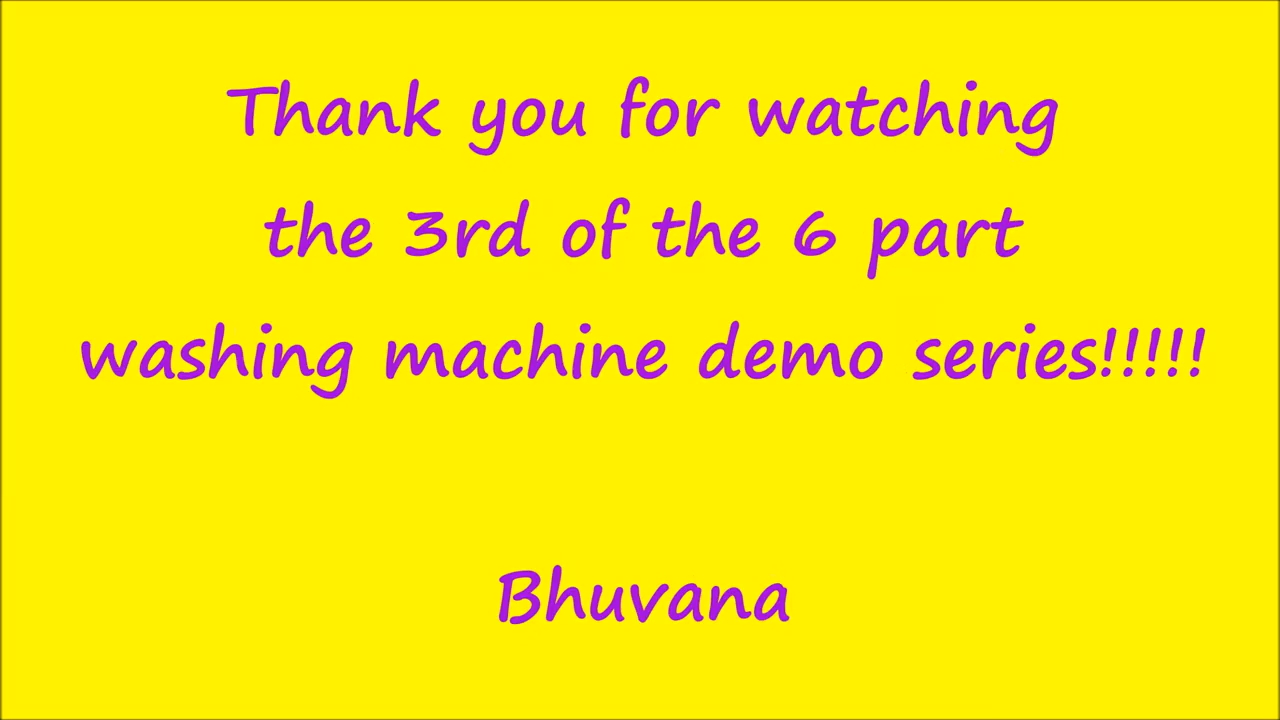 Thank you for watching
the 3rd of the 6 part
washing machine demo series!!!!!
Bhuvana